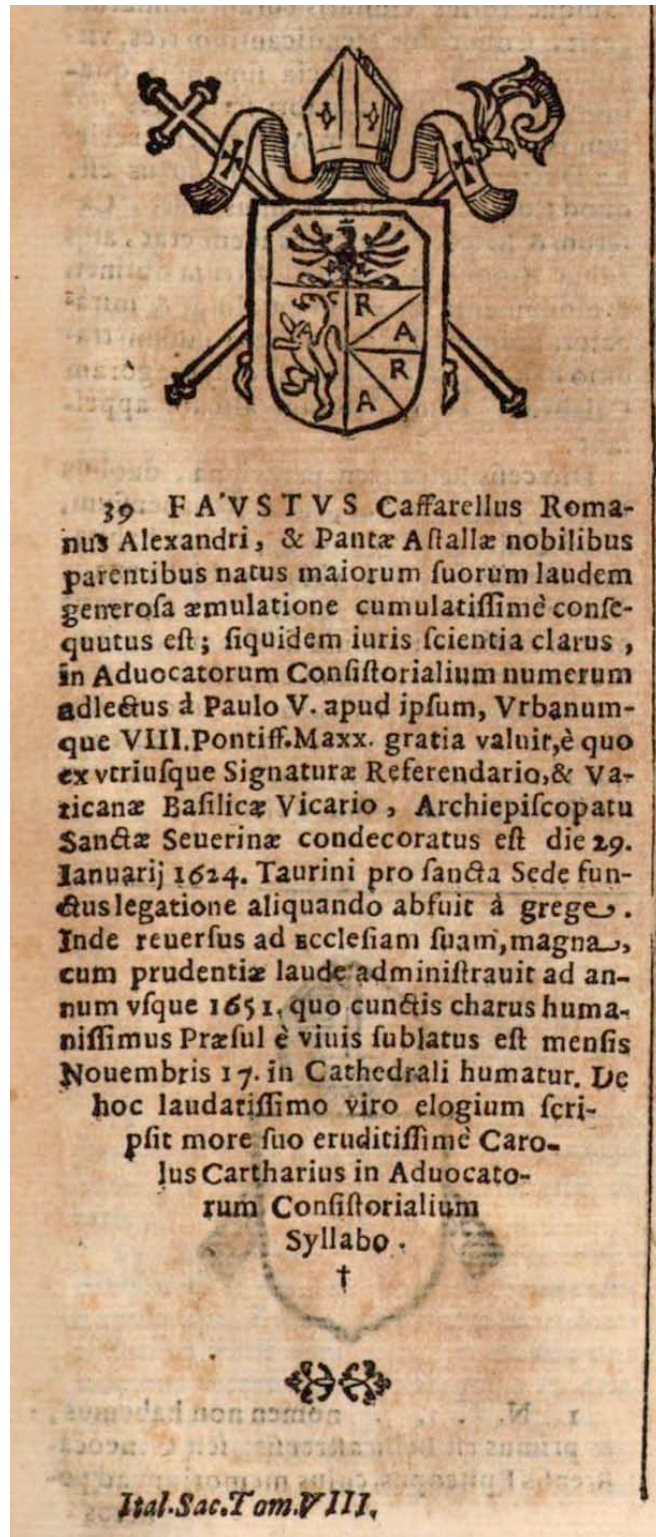 R
A
R
A
39 FAVSTVS Caffarellus Roma-
nus Alexandri, & Pantæ Aſtallæ nobilibus
parentibus natus maiorum ſuorum laudem
generoſa æmulatione cumulatiſſimè conſe-
quutus eſt; ſiquidem iuris ſcientia clarus,
in Aduocatorum Conſiſtorialium numerum
adlectus à Paulo V. apud ipſum, Vrbanum-
que VIII. Pontiff. Maxx. gratia valuit, è quo
ex vtriuſque Signaturæ Referendario, & Va-
ticanæ Baſilicæ Vicario, Archiepiſcopatu
Sanctæ Seuerinæ condecoratus eſt die 29.
Ianuarij 1624. Taurini pro ſancta Sede fun-
ctus legatione aliquando abfuit à grege.
Inde reuerſus ad Eccleſiam ſuam, magna,
cum prudentiæ laude adminiſtrauit ad an-
num vſque 1651, quo cunctis charus huma-
niſſimus Præſul è viuis ſublatus eſt menſis
Nouembris 17. in Cathedrali humatur. De
hoc laudatiſſimo viro elogium ſcri-
pſit more ſuo eruditiſſimè Caro-
lus Cartharius in Aduocato-
rum Conſiſtorialium
Syllabo.
†
Ital. Sac. Tom. VIII.